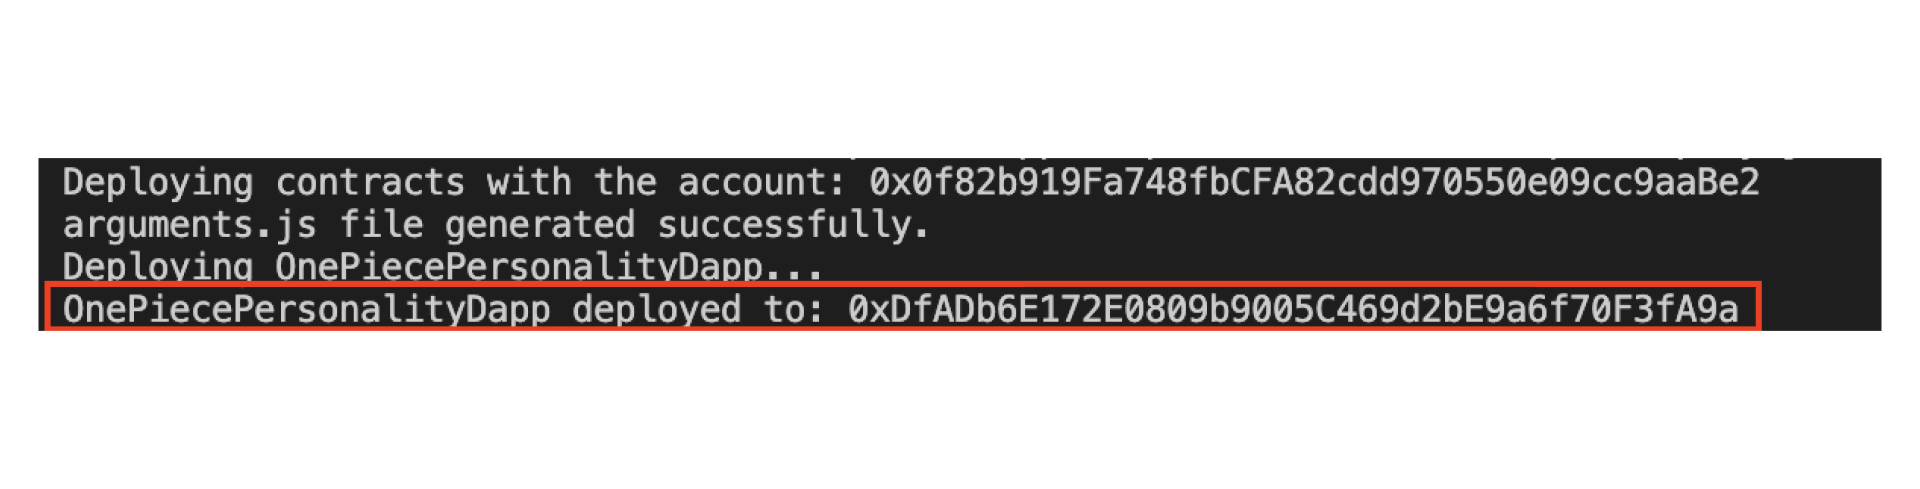 Deploying contracts with the account: 0x0f82b919Fa748fbCFA82cdd970550e09cc9aaBe2
arguments.js file generated successfully.
Deploying OnePiecePersonalityDapp...
OnePiecePersonalityDapp deployed to: 0xDfADb6E172E0809b9005C469d2bE9a6f70F3fA9a